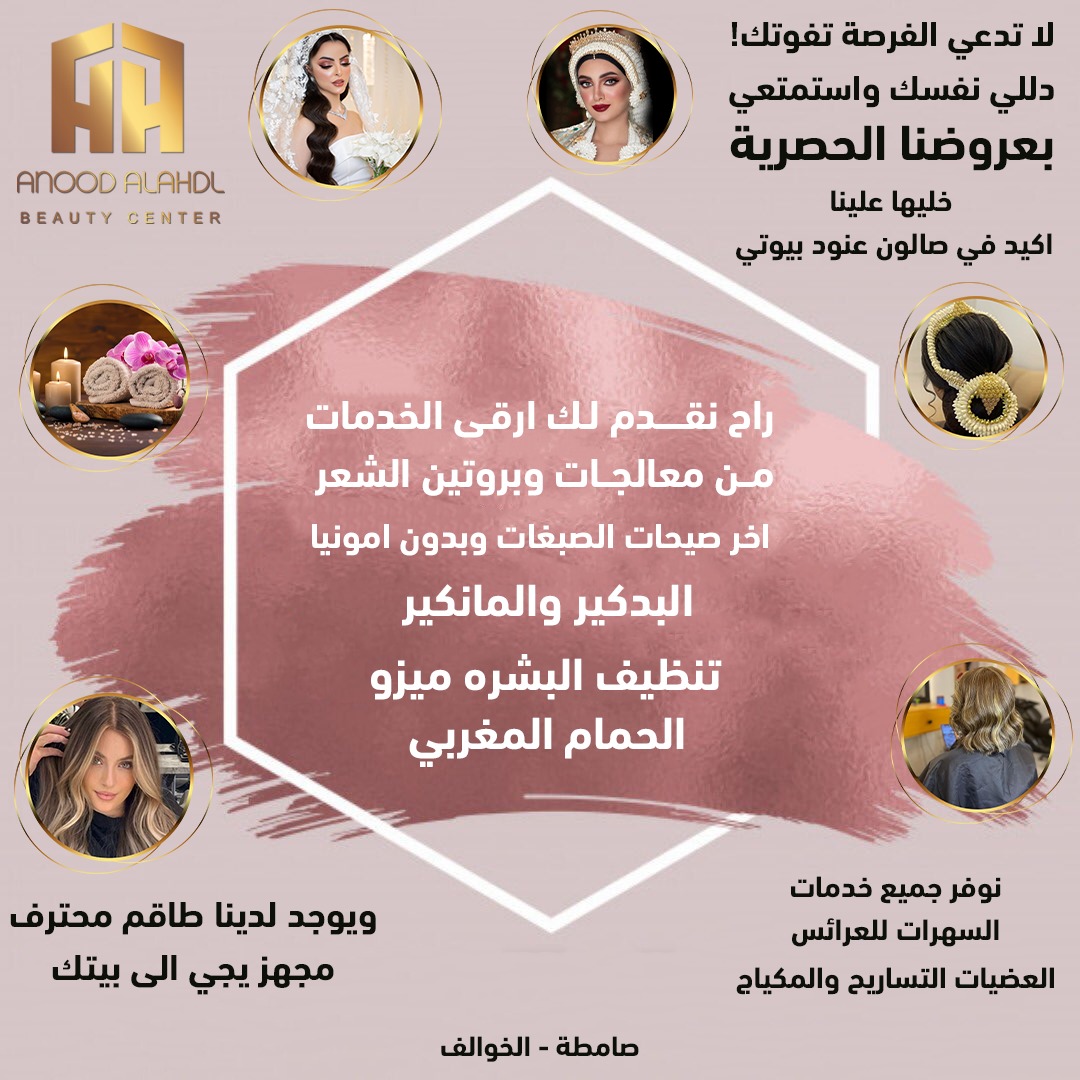 ANOOD ALAHDL
BEAUTY CENTER
لا تدعي الفرصة تفوتك!
دللي نفسك واستمتعي
بعروضنا الحصرية
خليها علينا
اكيد في صالون عنود بيوتي
راح نقـــدم لك ارقى الخدمات
مـن معالجـات وبروتين الشعر
اخر صيحات الصبغات وبدون امونيا
البدكير والمانكير
تنظيف البشره ميزو
الحمام المغربي
نوفر جميع خدمات
السهرات للعرائس
العضيات التساريح والمكياج
ويوجد لدينا طاقم محترف
مجهز يجي الى بيتك
صامطة - الخوالف